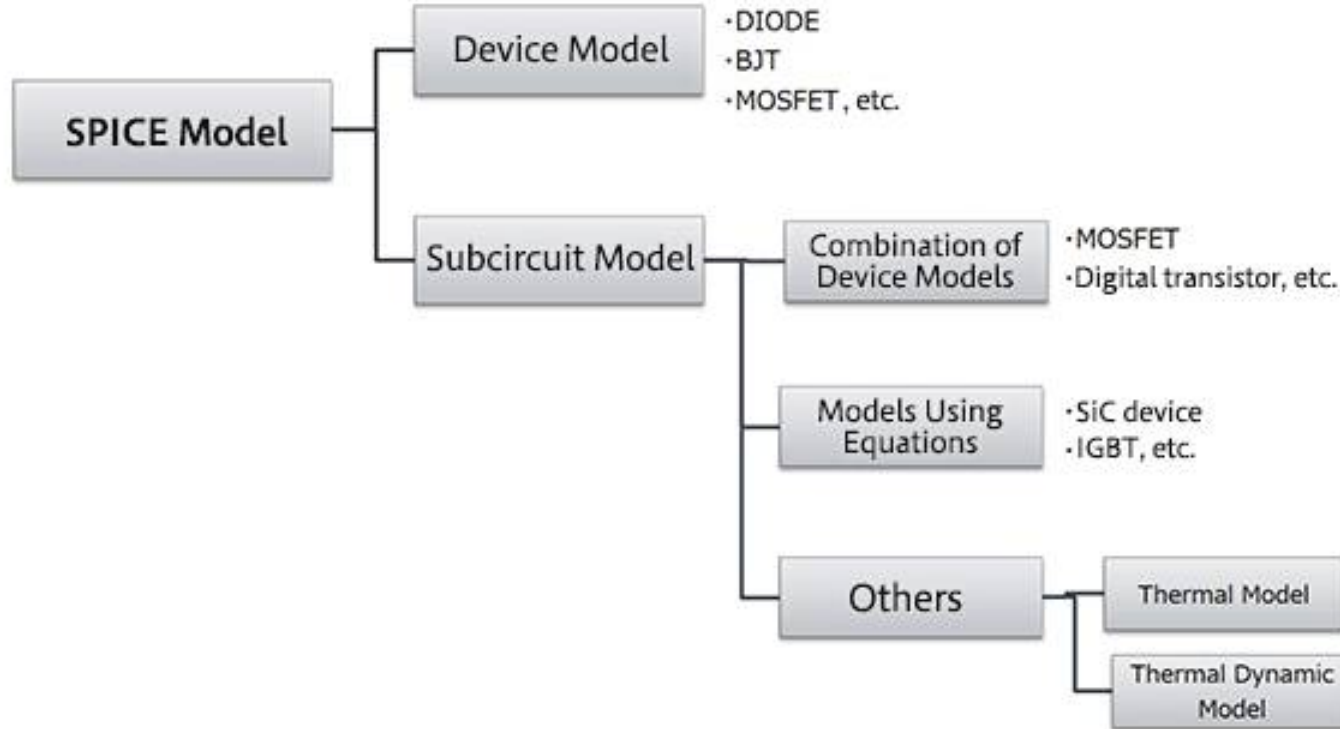 SPICE Model
Device Model
·DIODE
·BJT
·MOSFET, etc.
Subcircuit Model
Combination of
Device Models
·MOSFET
·Digital transistor, etc.
Models Using
Equations
·SiC device
·IGBT, etc.
Others
Thermal Model
Thermal Dynamic
Model